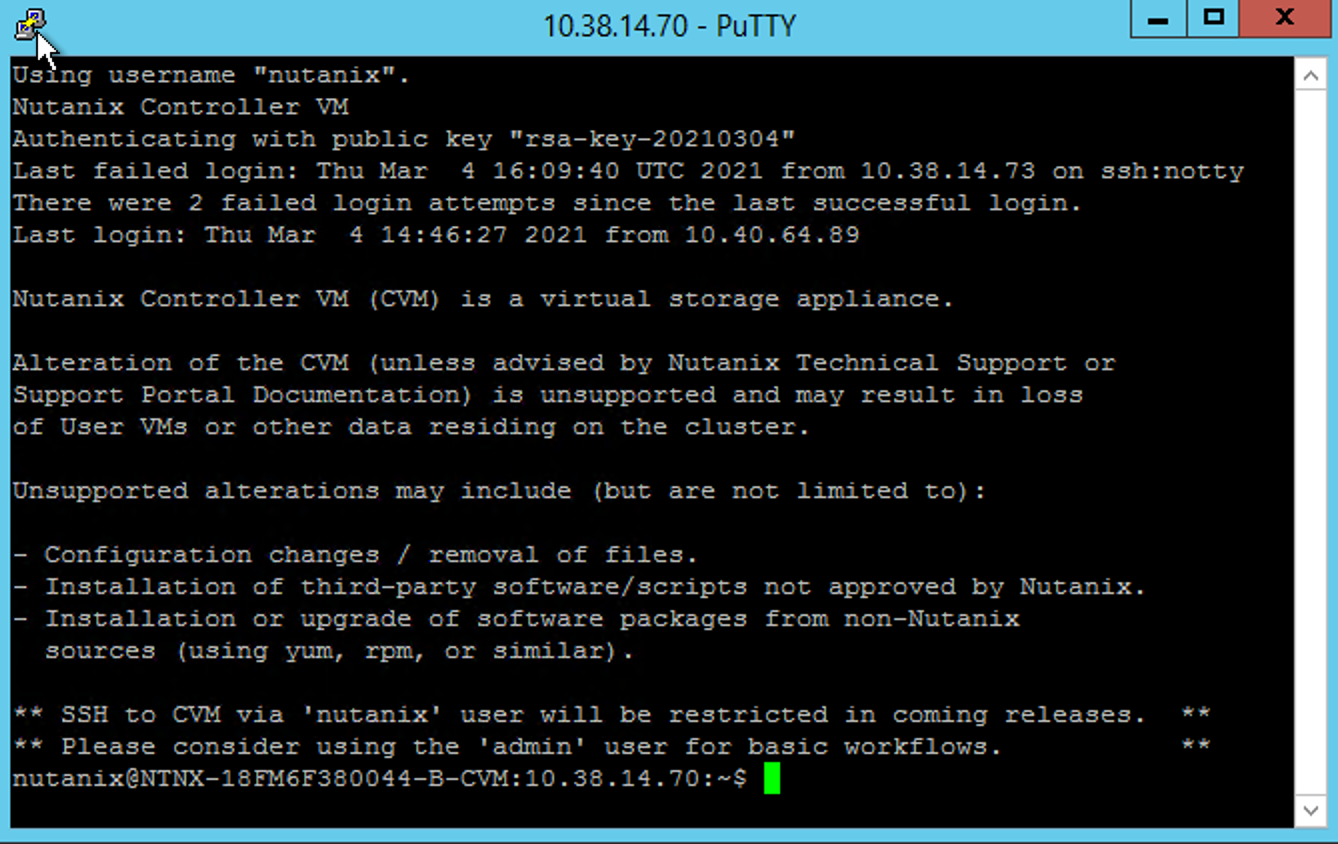 10.38.14.70 - PuTTY
Using username "nutanix".
Nutanix Controller VM
Authenticating with public key "rsa-key-20210304"
Last failed login: Thu Mar  4 16:09:40 UTC 2021 from 10.38.14.73 on ssh:notty
There were 2 failed login attempts since the last successful login.
Last login: Thu Mar  4 14:46:27 2021 from 10.40.64.89
Nutanix Controller VM (CVM) is a virtual storage appliance.
Alteration of the CVM (unless advised by Nutanix Technical Support or
Support Portal Documentation) is unsupported and may result in loss
of User VMs or other data residing on the cluster.
Unsupported alterations may include (but are not limited to):
- Configuration changes / removal of files.
- Installation of third-party software/scripts not approved by Nutanix.
- Installation or upgrade of software packages from non-Nutanix
  sources (using yum, rpm, or similar).
** SSH to CVM via 'nutanix' user will be restricted in coming releases.  **
** Please consider using the 'admin' user for basic workflows.           **
nutanix@NTNX-18FM6F380044-B-CVM:10.38.14.70:~$